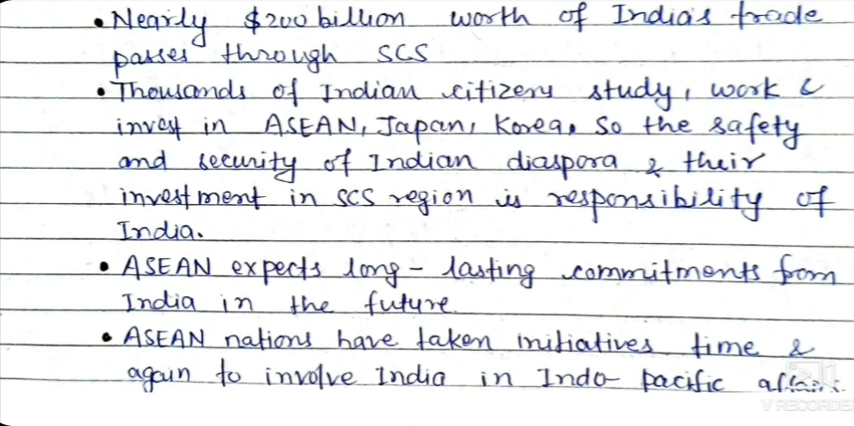 • Nearly $200 billion worth of India's trade
passes through SCS
• Thousands of Indian citizens study, work &
invest in ASEAN, Japan, Korea. So the safety
and security of Indian diaspora & their
investment in SCS region is responsibility of
India.
• ASEAN expects long-lasting commitments from
India in the future.
• ASEAN nations have taken initiatives time &
again to involve India in Indo-pacific affairs.
V RECORDER